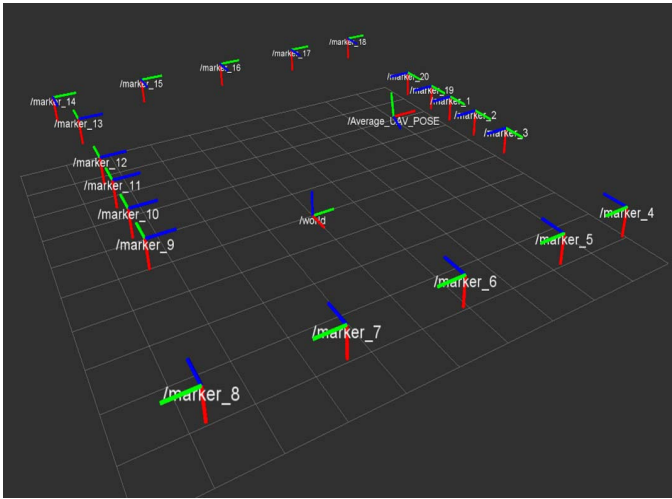 /marker_18
/marker_17
/marker_16
/marker_20
/marker_15
/marker_19
/marker_14
/marker_1
/marker_2
/Average_UAV_POSE
/marker_13
/marker_3
/marker_12
/marker_11
/marker_4
/marker_10
/world
/marker_5
/marker_9
/marker_6
/marker_7
/marker_8